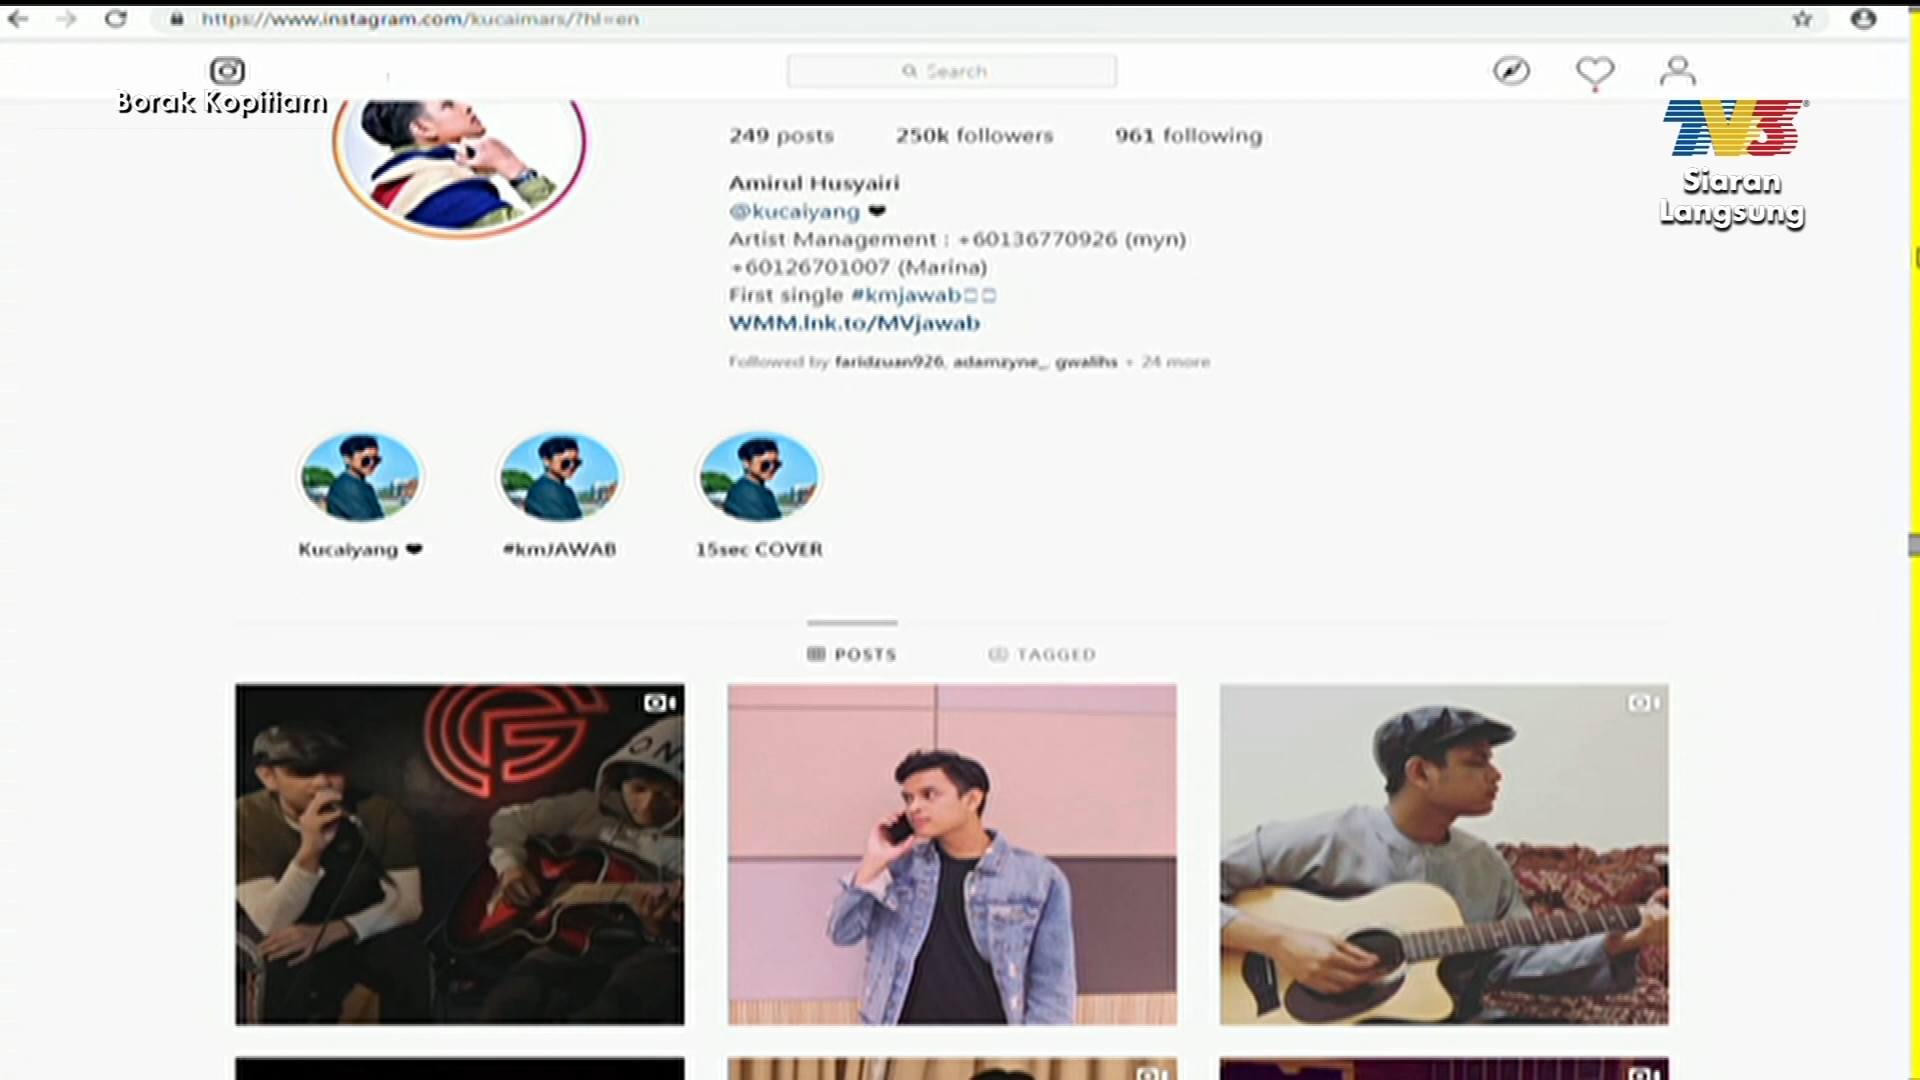 https://www.instagram.com/kucaimars/?hl=en
Search
Borak Kopitiam
249 posts 250k followers 961 following
TV3
Siaran
Langsung
Amirul Husyairi
@kucaiyang ❤
Artist Management : +60136770926 (myn)
+60126701007 (Marina)
First single #kmjawab
WMM.lnk.to/MVjawab
Followed by faridzuan926, adamzyne_, gwalihs + 24 more
Kucaiyang ❤ #kmJAWAB 15sec COVER
POSTS TAGGED